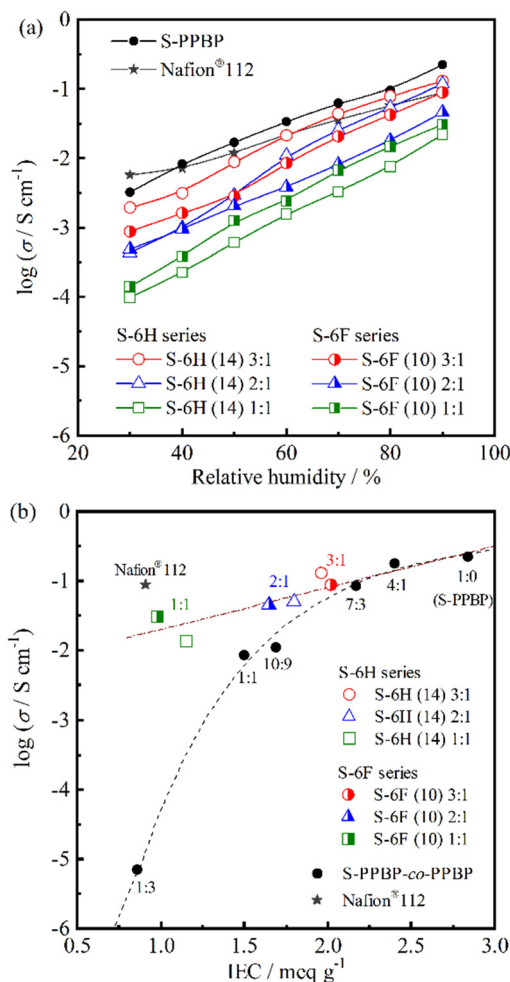 (a)
0
-1
-2
-3
-4
-5
-6
log (σ / S cm⁻¹)
S-PPBP
Nafion®112
S-6H series
S-6H (14) 3:1
S-6H (14) 2:1
S-6H (14) 1:1
S-6F series
S-6F (10) 3:1
S-6F (10) 2:1
S-6F (10) 1:1
20 40 60 80 100
Relative humidity / %
(b)
0
-1
-2
-3
-4
-5
-6
log (σ / S cm⁻¹)
Nafion®112
1:1
2:1
3:1
7:3
4:1
1:0
(S-PPBP)
1:1
10:9
1:3
S-6H series
S-6H (14) 3:1
S-6II (14) 2:1
S-6H (14) 1:1
S-6F series
S-6F (10) 3:1
S-6F (10) 2:1
S-6F (10) 1:1
S-PPBP-co-PPBP
Nafion®112
0.5 1.0 1.5 2.0 2.5 3.0
IEC / meq g⁻¹